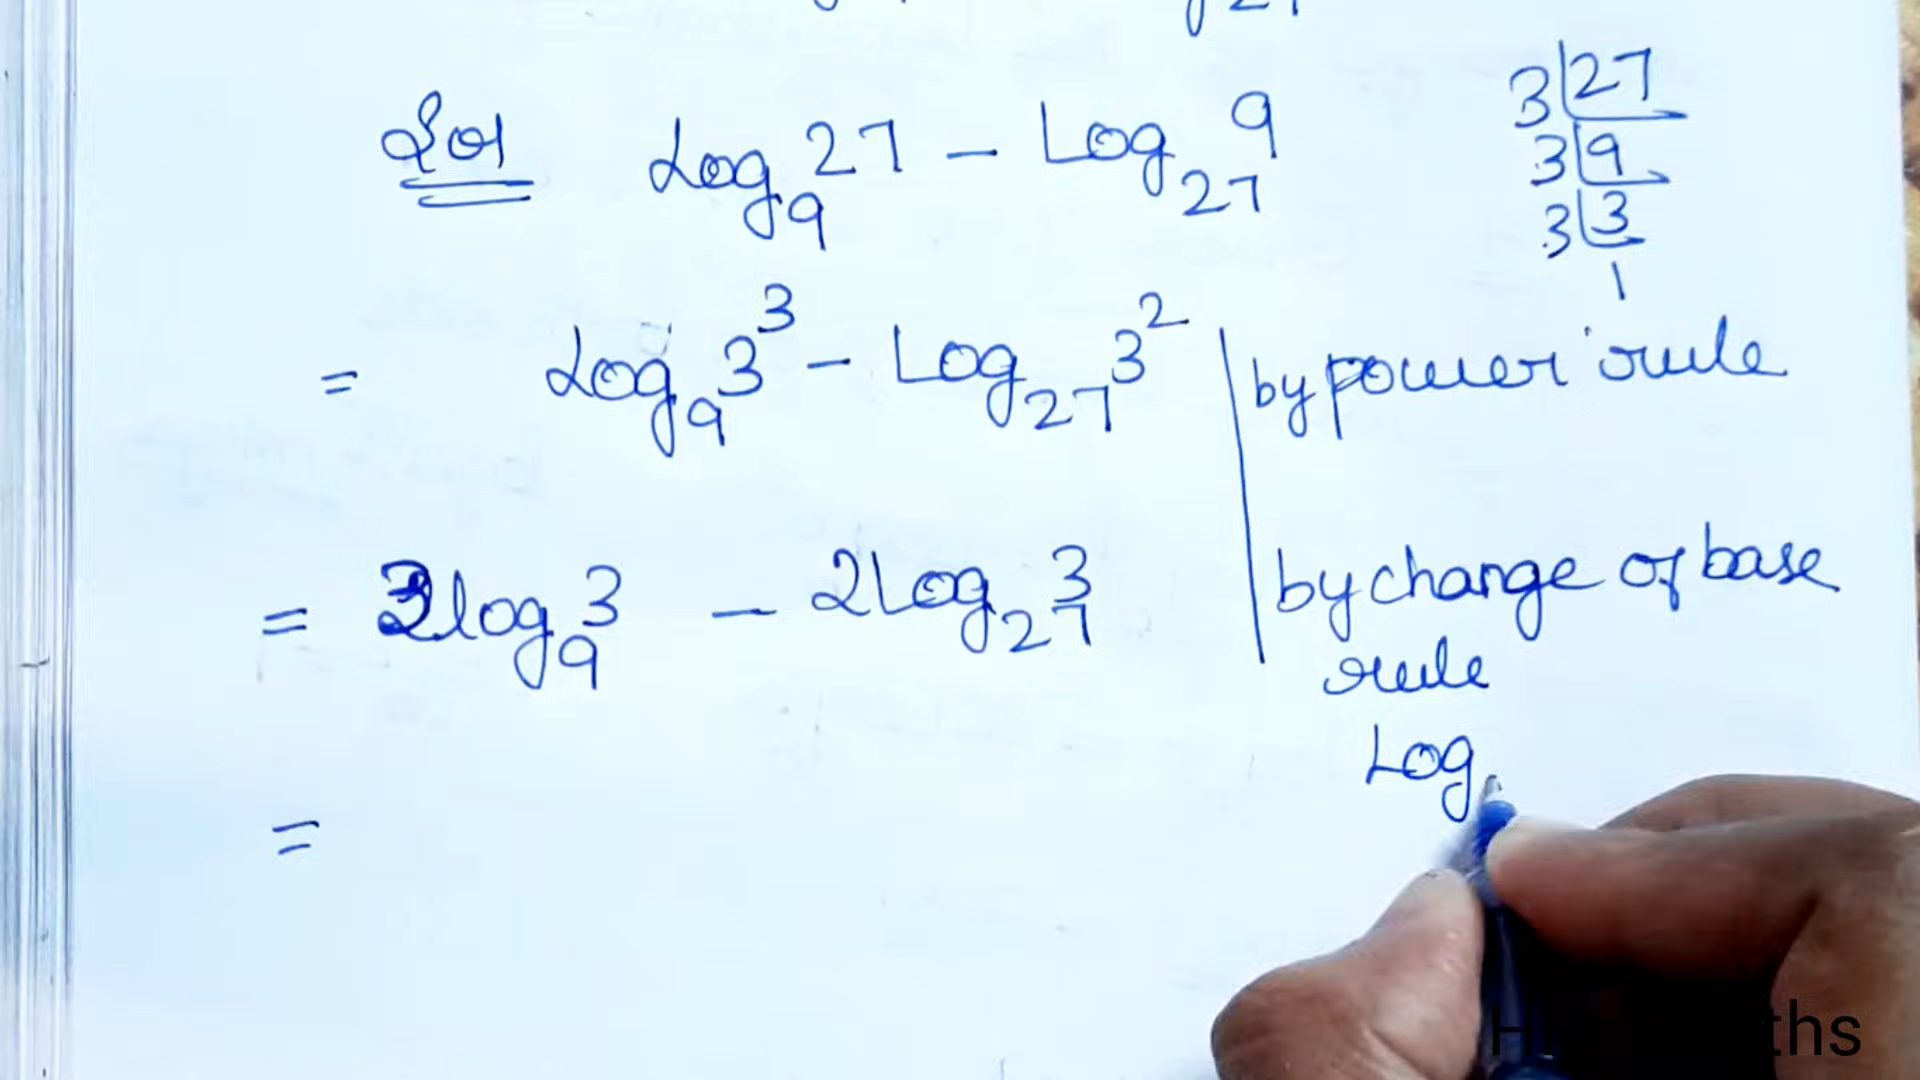 Sol Log₉27 - Log₂₇9
3|27
3|9
3|3
1
= Log₉3³ - Log₂₇3² | by power rule
= 3log₉3 - 2Log₂₇3 | by change of base
rule
Log
=
ths